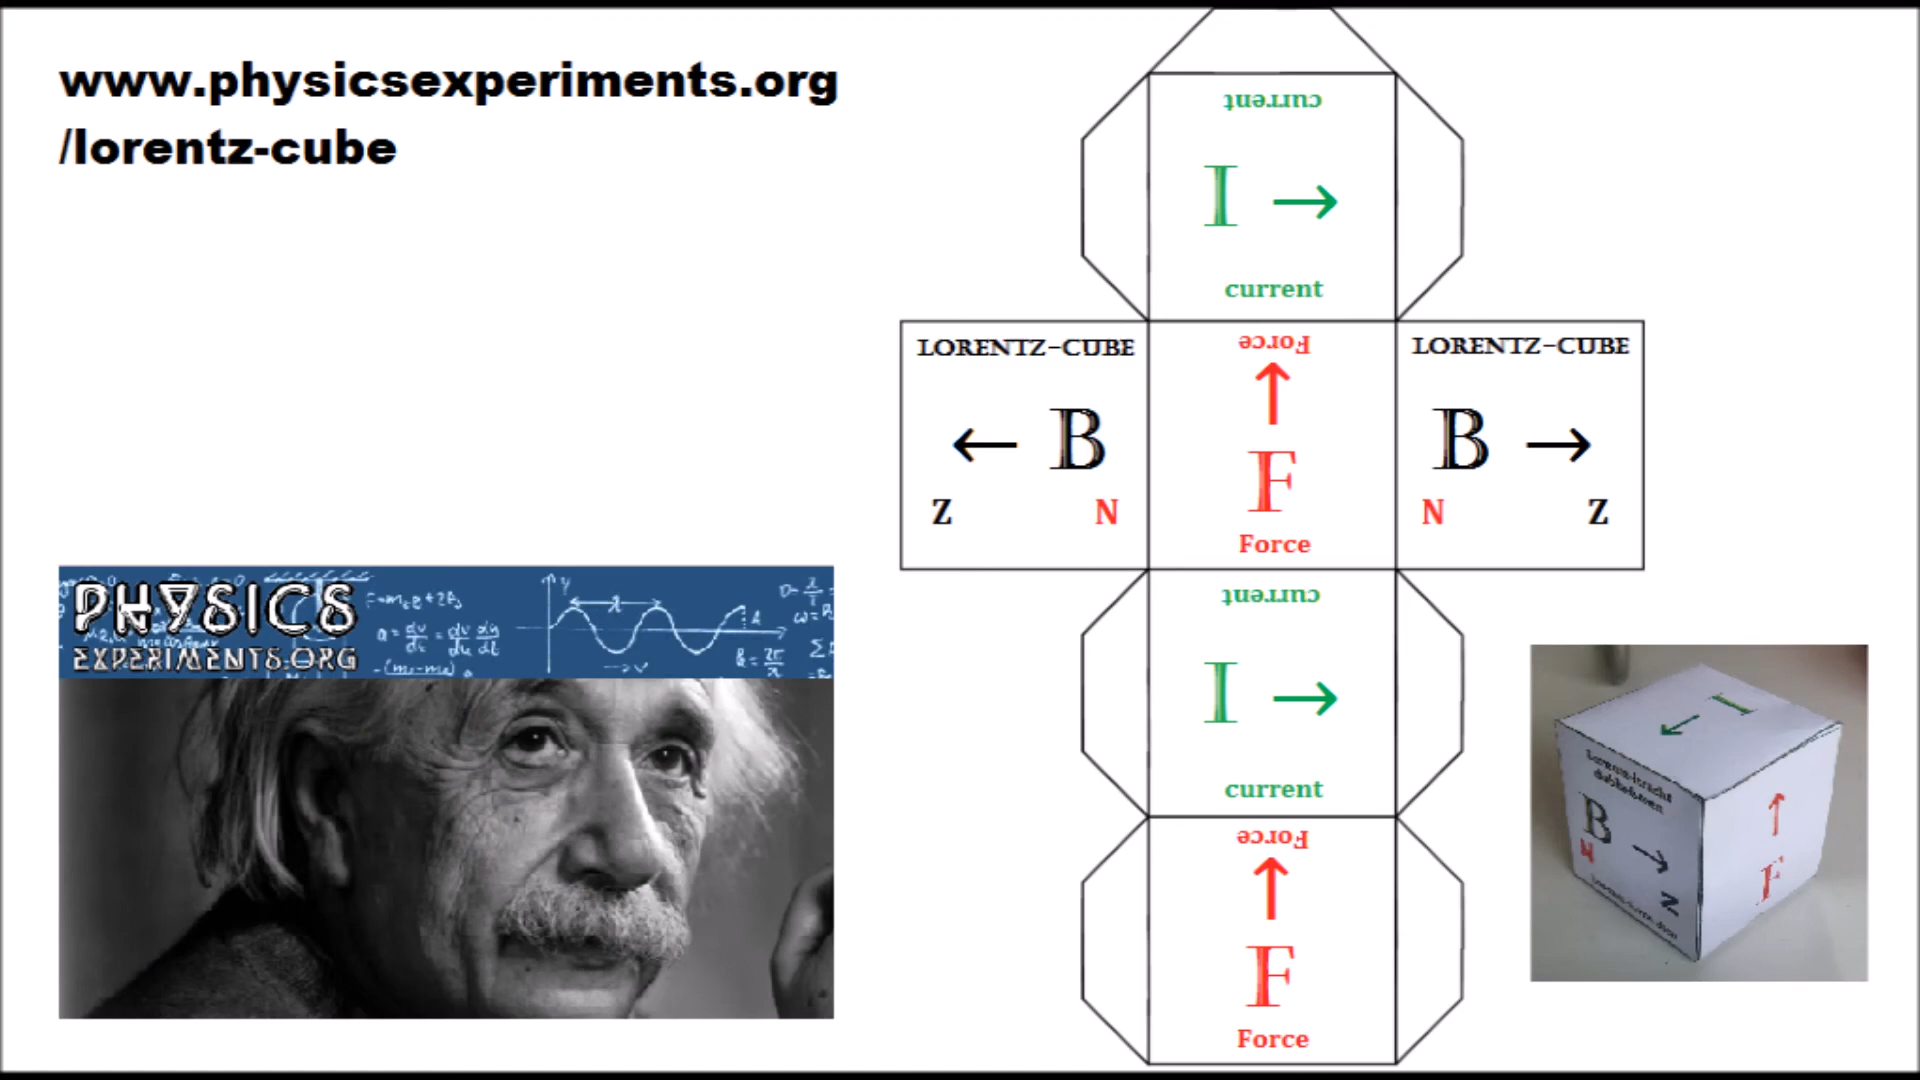 www.physicsexperiments.org
/lorentz-cube
current
I →
current
LORENTZ-CUBE
← B
Z N
Force
↑
F
Force
LORENTZ-CUBE
B →
N Z
current
I →
current
Force
↑
F
Force
PHYSICS
EXPERIMENTS.ORG
I
←
B
N
→
Z
↑
F